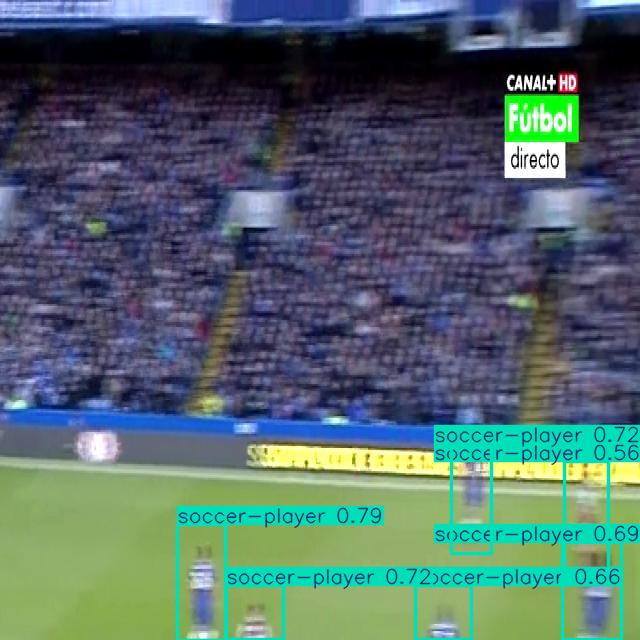 CANAL+ HD
Fútbol
directo
soccer-player 0.72
soccer-player 0.56
soccer-player 0.79
soccer-player 0.69
soccer-player 0.72
soccer-player 0.66